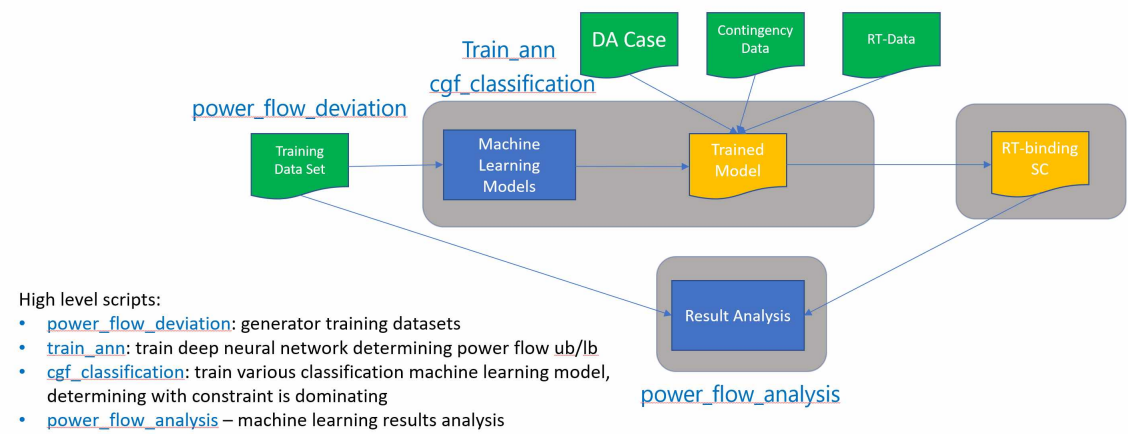 DA Case
Contingency
Data
RT-Data
Train_ann
cgf_classification
power_flow_deviation
Training
Data Set
Machine
Learning
Models
Trained
Model
RT-binding
SC
Result Analysis
power_flow_analysis
High level scripts:
• power_flow_deviation: generator training datasets
• train_ann: train deep neural network determining power flow ub/lb
• cgf_classification: train various classification machine learning model,
determining with constraint is dominating
• power_flow_analysis – machine learning results analysis